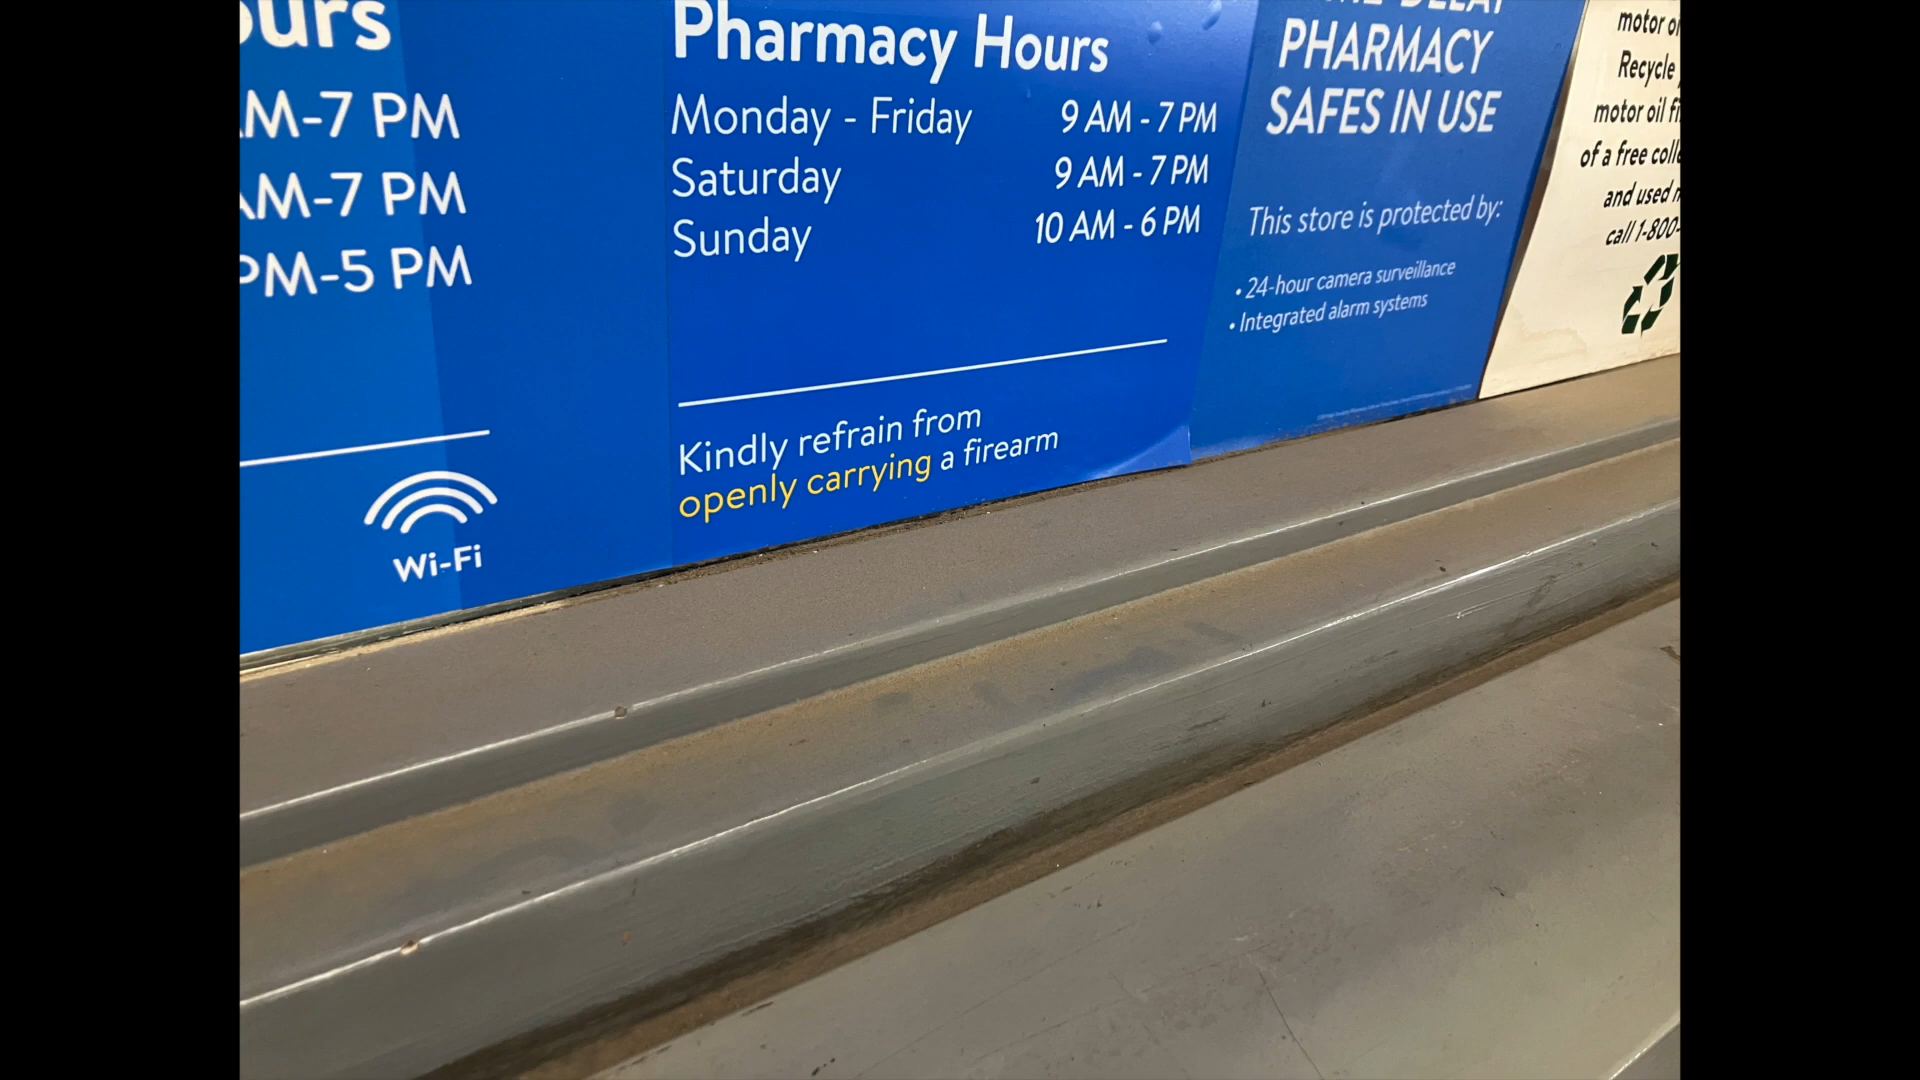 M-7 PM
AM-7 PM
PM-5 PM
Wi-Fi
Pharmacy Hours
Monday - Friday 9 AM - 7 PM
Saturday 9 AM - 7 PM
Sunday 10 AM - 6 PM
Kindly refrain from
openly carrying a firearm
PHARMACY
SAFES IN USE
This store is protected by:
• 24-hour camera surveillance
• Integrated alarm systems
motor
Recycle
motor oil
of a free
and used
call 1-800-